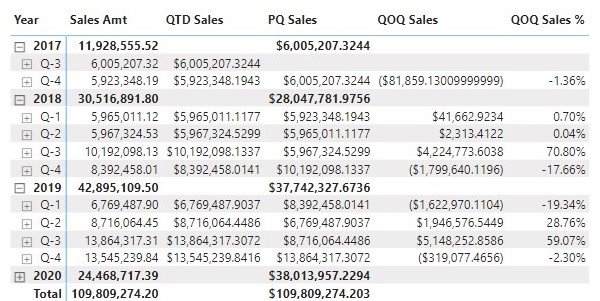 Year Sales Amt QTD Sales PQ Sales QOQ Sales QOQ Sales %
2017 11,928,555.52 $6,005,207.3244
Q-3 6,005,207.32 $6,005,207.3244
Q-4 5,923,348.19 $5,923,348.1943 $6,005,207.3244 ($81,859.13009999999) -1.36%
2018 30,516,891.80 $28,047,781.9756
Q-1 5,965,011.12 $5,965,011.1177 $5,923,348.1943 $41,662.9234 0.70%
Q-2 5,967,324.53 $5,967,324.5299 $5,965,011.1177 $2,313.4122 0.04%
Q-3 10,192,098.13 $10,192,098.1337 $5,967,324.5299 $4,224,773.6038 70.80%
Q-4 8,392,458.01 $8,392,458.0141 $10,192,098.1337 ($1,799,640.1196) -17.66%
2019 42,895,109.50 $37,742,327.6736
Q-1 6,769,487.90 $6,769,487.9037 $8,392,458.0141 ($1,622,970.1104) -19.34%
Q-2 8,716,064.45 $8,716,064.4486 $6,769,487.9037 $1,946,576.5449 28.76%
Q-3 13,864,317.31 $13,864,317.3072 $8,716,064.4486 $5,148,252.8586 59.07%
Q-4 13,545,239.84 $13,545,239.8416 $13,864,317.3072 ($319,077.4656) -2.30%
2020 24,468,717.39 $38,013,957.2294
Total 109,809,274.20 $109,809,274.203